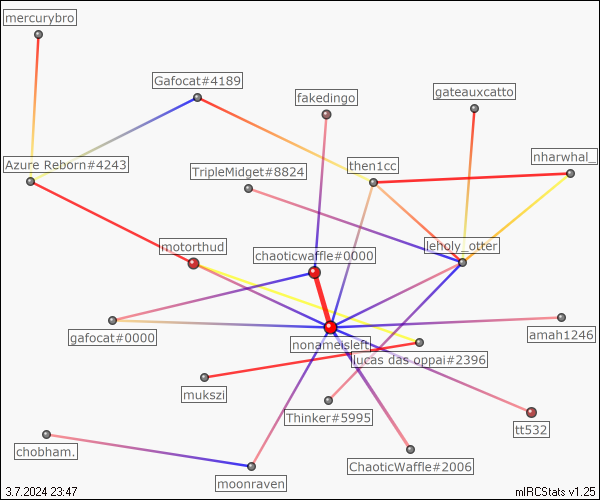 mercurybro
Gafocat#4189
fakedingo
gateauxcatto
nharwhal_
Azure Reborn#4243
TripleMidget#8824
then1cc
motorthud
chaoticwaffle#0000
leholy_otter
gafocat#0000
nonameisleft
amah1246
lucas das oppai#2396
mukszi
Thinker#5995
tt532
chobham.
ChaoticWaffle#2006
moonraven
3.7.2024 23:47
mIRCStats v1.25